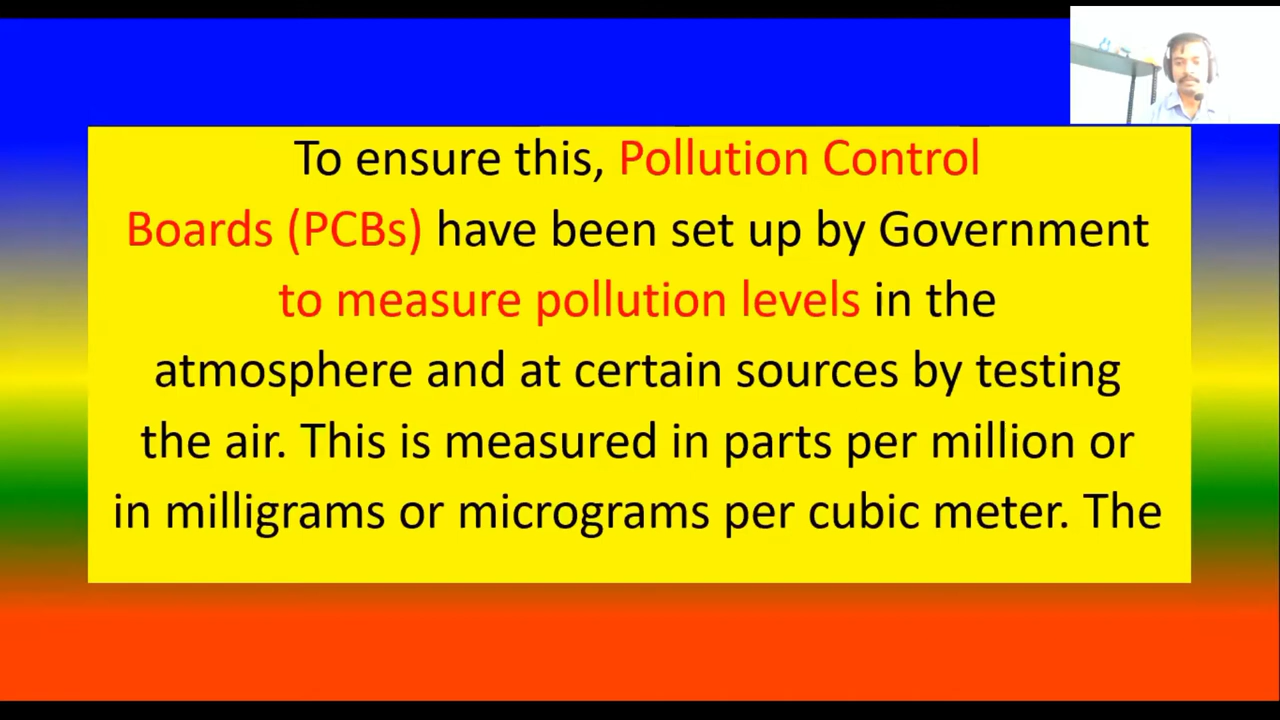 To ensure this, Pollution Control
Boards (PCBs) have been set up by Government
to measure pollution levels in the
atmosphere and at certain sources by testing
the air. This is measured in parts per million or
in milligrams or micrograms per cubic meter. The